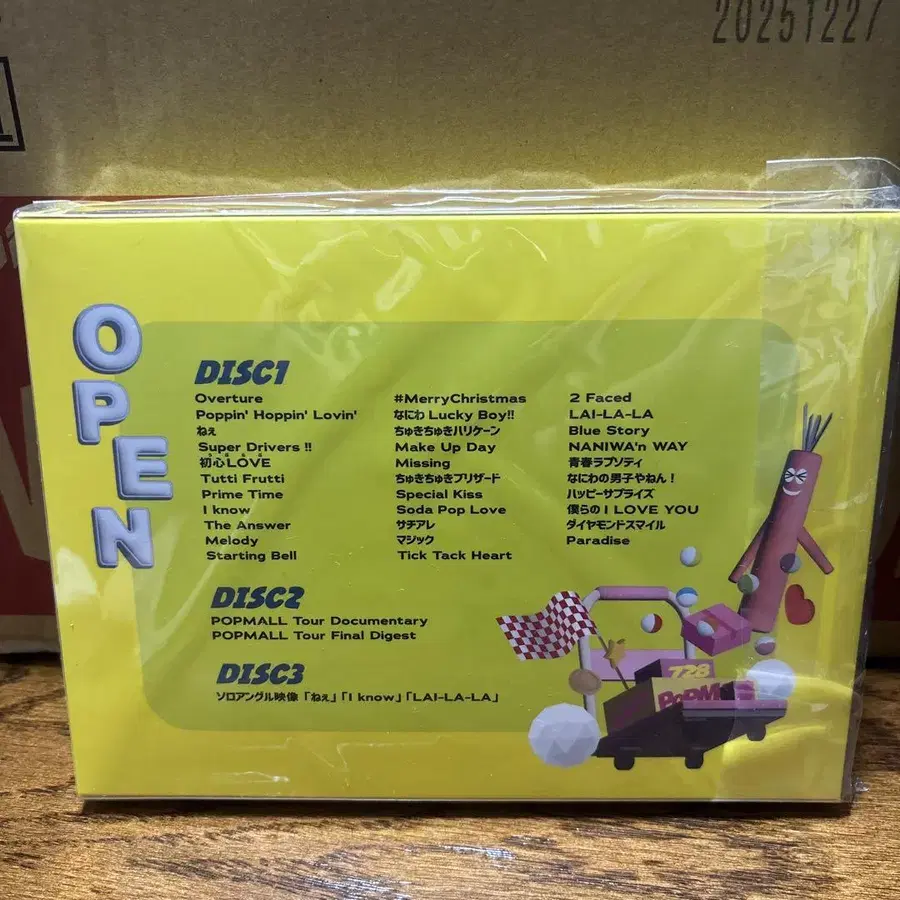 20251227
OPEN
DISC1
Overture
Poppin' Hoppin' Lovin'
ねぇ
Super Drivers !!
初心LOVE
Tutti Frutti
Prime Time
I know
The Answer
Melody
Starting Bell
#MerryChristmas
なにわ Lucky Boy!!
ちゅきちゅきハリケーン
Make Up Day
Missing
ちゅきちゅきブリザード
Special Kiss
Soda Pop Love
サチアレ
マジック
Tick Tack Heart
2 Faced
LAI-LA-LA
Blue Story
NANIWA'n WAY
青春ラプソディ
なにわの男子やねん!
ハッピーサプライズ
僕らの I LOVE YOU
ダイヤモンドスマイル
Paradise
DISC2
POPMALL Tour Documentary
POPMALL Tour Final Digest
DISC3
ソロアングル映像「ねぇ」「I know」「LAI-LA-LA」
728